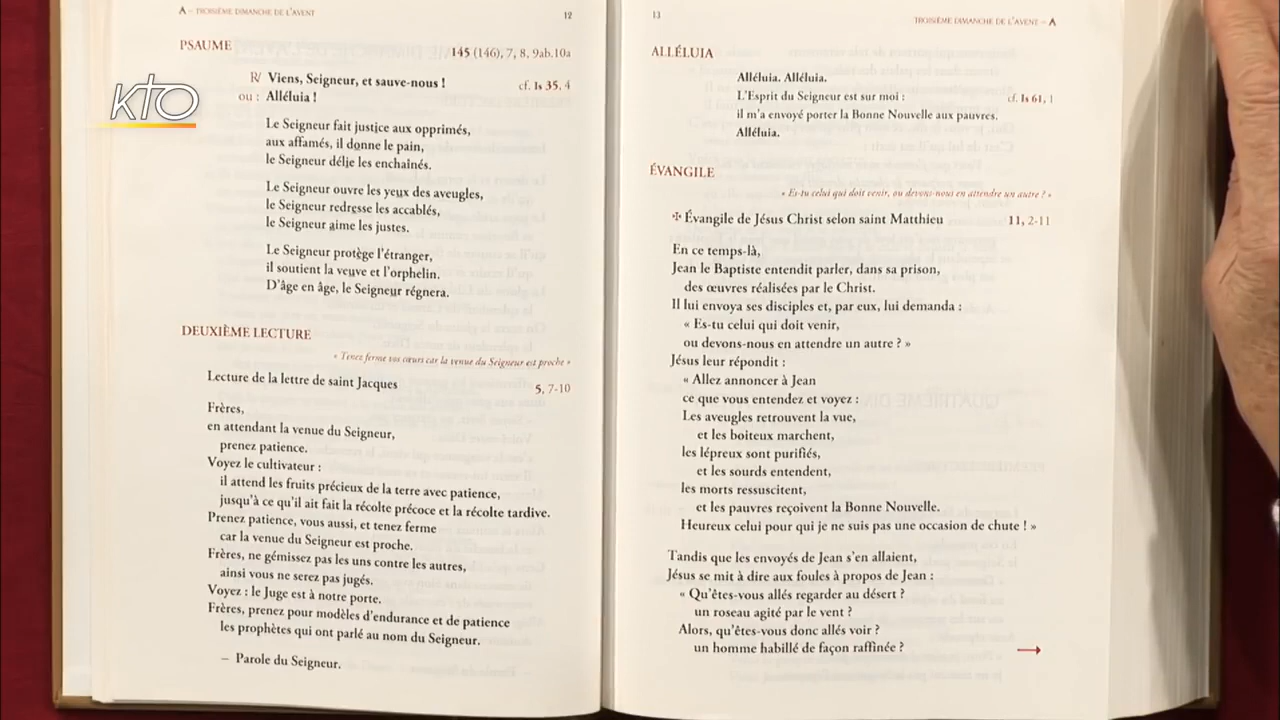 A – TROISIÈME DIMANCHE DE L'AVENT
12
PSAUME
145 (146), 7, 8, 9ab.10a
R/ Viens, Seigneur, et sauve-nous !
cf. Is 35, 4
ou : Alléluia !
Le Seigneur fait justice aux opprimés,
aux affamés, il donne le pain,
le Seigneur délie les enchaînés.
Le Seigneur ouvre les yeux des aveugles,
le Seigneur redresse les accablés,
le Seigneur aime les justes.
Le Seigneur protège l'étranger,
il soutient la veuve et l'orphelin.
D'âge en âge, le Seigneur régnera.
DEUXIÈME LECTURE
« Tenez ferme vos cœurs car la venue du Seigneur est proche »
Lecture de la lettre de saint Jacques
5, 7-10
Frères,
en attendant la venue du Seigneur,
prenez patience.
Voyez le cultivateur :
il attend les fruits précieux de la terre avec patience,
jusqu'à ce qu'il ait fait la récolte précoce et la récolte tardive.
Prenez patience, vous aussi, et tenez ferme
car la venue du Seigneur est proche.
Frères, ne gémissez pas les uns contre les autres,
ainsi vous ne serez pas jugés.
Voyez : le Juge est à notre porte.
Frères, prenez pour modèles d'endurance et de patience
les prophètes qui ont parlé au nom du Seigneur.
– Parole du Seigneur.
KTO
13
TROISIÈME DIMANCHE DE L'AVENT – A
ALLÉLUIA
Alléluia. Alléluia.
L'Esprit du Seigneur est sur moi :
cf. Is 61, 1
il m'a envoyé porter la Bonne Nouvelle aux pauvres.
Alléluia.
ÉVANGILE
« Es-tu celui qui doit venir, ou devons-nous en attendre un autre ? »
✠ Évangile de Jésus Christ selon saint Matthieu
11, 2-11
En ce temps-là,
Jean le Baptiste entendit parler, dans sa prison,
des œuvres réalisées par le Christ.
Il lui envoya ses disciples et, par eux, lui demanda :
« Es-tu celui qui doit venir,
ou devons-nous en attendre un autre ? »
Jésus leur répondit :
« Allez annoncer à Jean
ce que vous entendez et voyez :
Les aveugles retrouvent la vue,
et les boiteux marchent,
les lépreux sont purifiés,
et les sourds entendent,
les morts ressuscitent,
et les pauvres reçoivent la Bonne Nouvelle.
Heureux celui pour qui je ne suis pas une occasion de chute ! »
Tandis que les envoyés de Jean s'en allaient,
Jésus se mit à dire aux foules à propos de Jean :
« Qu'êtes-vous allés regarder au désert ?
un roseau agité par le vent ?
Alors, qu'êtes-vous donc allés voir ?
un homme habillé de façon raffinée ?